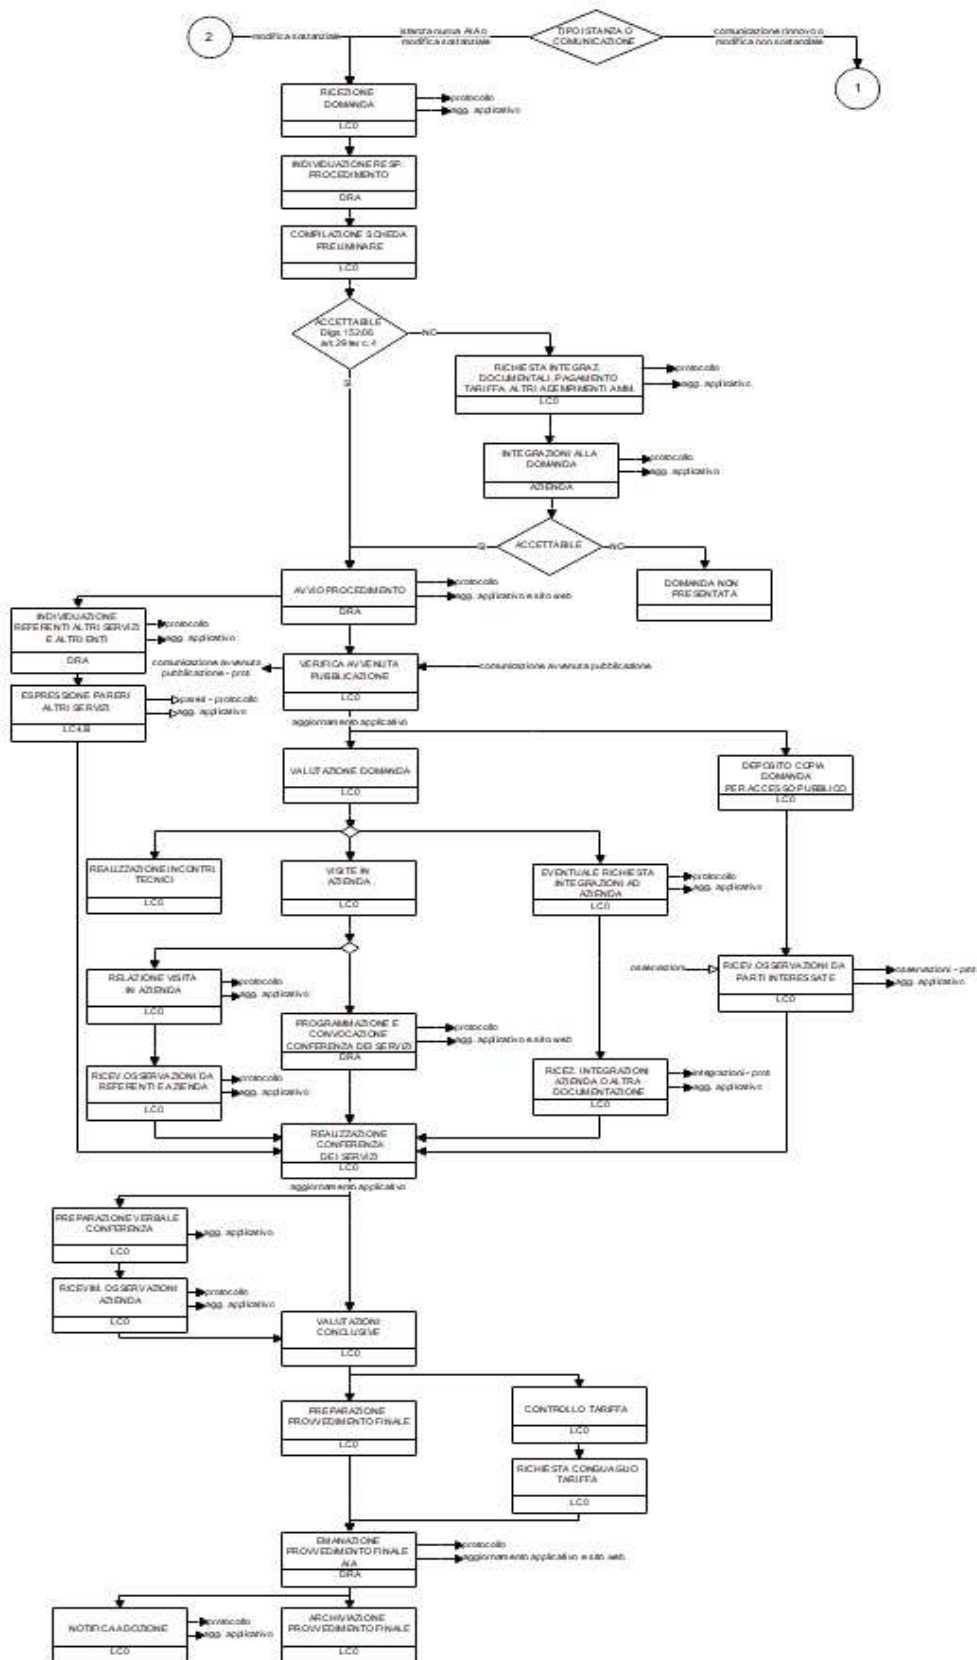 2
modifica sostanziale
istanza nuova AIA o
modifica sostanziale
TIPO ISTANZA O
COMUNICAZIONE
comunicazione rinnovo o
modifica non sostanziale
1
RICEZIONE
DOMANDA
LC0
protocollo
agg. applicativo
INDIVIDUAZIONE RESP.
PROCEDIMENTO
DRA
COMPILAZIONE SCHEDA
PRELIMINARE
LC0
ACCETTABILE
Dlgs 152/06
art. 29 ter c. 4
NO
SI
RICHIESTA INTEGRAZ.
DOCUMENTALI, PAGAMENTO
TARIFFA, ALTRI ADEMPIMENTI AMM.
LC0
protocollo
agg. applicativo
INTEGRAZIONI ALLA
DOMANDA
AZIENDA
protocollo
agg. applicativo
SI
ACCETTABILE
NO
AVVIO PROCEDIMENTO
DRA
protocollo
agg. applicativo e sito web
DOMANDA NON
PRESENTATA
INDIVIDUAZIONE
REFERENTI ALTRI SERVIZI
E ALTRI ENTI
DRA
protocollo
agg. applicativo
comunicazione avvenuta
pubblicazione - prot
VERIFICA AVVENUTA
PUBBLICAZIONE
LC0
comunicazione avvenuta pubblicazione
ESPRESSIONE PARERI
ALTRI SERVIZI
LC4.B
pareri - protocollo
agg. applicativo
aggiornamento applicativo
VALUTAZIONE DOMANDA
LC0
DEPOSITO COPIA
DOMANDA
PER ACCESSO PUBBLICO
LC0
REALIZZAZIONE INCONTRI
TECNICI
LC0
VISITE IN
AZIENDA
LC0
EVENTUALE RICHIESTA
INTEGRAZIONI AD
AZIENDA
LC0
protocollo
agg. applicativo
RELAZIONE VISITA
IN AZIENDA
LC0
protocollo
agg. applicativo
osservazioni
RICEV. OSSERVAZIONI DA
PARTI INTERESSATE
LC0
osservazioni - prot
agg. applicativo
PROGRAMMAZIONE E
CONVOCAZIONE
CONFERENZA DEI SERVIZI
DRA
protocollo
agg. applicativo e sito web
RICEV. OSSERVAZIONI DA
REFERENTI E AZIENDA
LC0
protocollo
agg. applicativo
RICEZ. INTEGRAZIONI
AZIENDA O ALTRA
DOCUMENTAZIONE
LC0
integrazioni - prot
agg. applicativo
REALIZZAZIONE
CONFERENZA
DEI SERVIZI
LC0
aggiornamento applicativo
PREPARAZIONE VERBALE
CONFERENZA
LC0
agg. applicativo
RICEVIM. OSSERVAZIONI
AZIENDA
LC0
protocollo
agg. applicativo
VALUTAZIONI
CONCLUSIVE
LC0
PREPARAZIONE
PROVVEDIMENTO FINALE
LC0
CONTROLLO TARIFFA
LC0
RICHIESTA CONGUAGLIO
TARIFFA
LC0
EMANAZIONE
PROVVEDIMENTO FINALE
AIA
DRA
protocollo
aggiornamento applicativo e sito web
NOTIFICA ADOZIONE
LC0
protocollo
agg. applicativo
ARCHIVIAZIONE
PROVVEDIMENTO FINALE
LC0